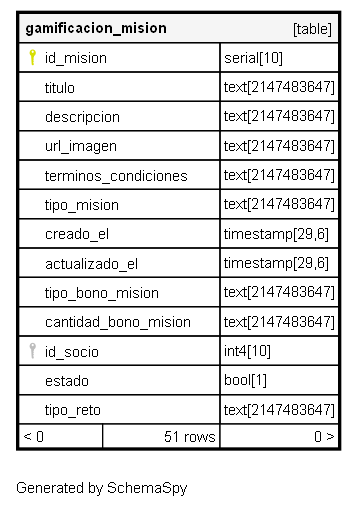 gamificacion_mision [table]
id_mision serial[10]
titulo text[2147483647]
descripcion text[2147483647]
url_imagen text[2147483647]
terminos_condiciones text[2147483647]
tipo_mision text[2147483647]
creado_el timestamp[29,6]
actualizado_el timestamp[29,6]
tipo_bono_mision text[2147483647]
cantidad_bono_mision text[2147483647]
id_socio int4[10]
estado bool[1]
tipo_reto text[2147483647]
< 0 51 rows 0 >
Generated by SchemaSpy